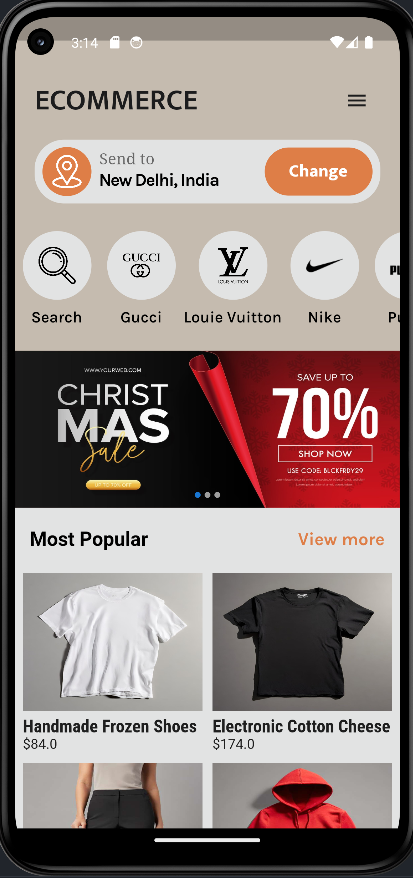 3:14
ECOMMERCE
Send to
New Delhi, India
Change
GUCCI
LOUIS VUITTON
Search
Gucci
Louie Vuitton
Nike
Pu
WWW.YOURWEB.COM
CHRIST
MAS
Sale
SAVE UP TO
70%
SHOP NOW
USE CODE: BLCKFRDY29
Most Popular
View more
Handmade Frozen Shoes
$84.0
Electronic Cotton Cheese
$174.0